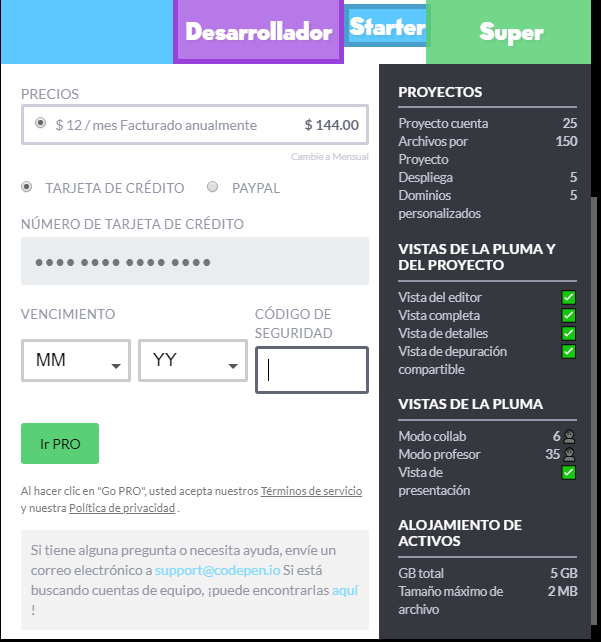 Desarrollador
Starter
Super
PRECIOS
$ 12 / mes Facturado anualmente $ 144.00
Cambie a Mensual
TARJETA DE CRÉDITO PAYPAL
NÚMERO DE TARJETA DE CRÉDITO
VENCIMIENTO
CÓDIGO DE
SEGURIDAD
MM YY
Ir PRO
Al hacer clic en "Go PRO", usted acepta nuestros Términos de servicio
y nuestra Política de privacidad .
Si tiene alguna pregunta o necesita ayuda, envíe un
correo electrónico a support@codepen.io Si está
buscando cuentas de equipo, ¡puede encontrarlas aquí
!
PROYECTOS
Proyecto cuenta 25
Archivos por 150
Proyecto
Despliega 5
Dominios 5
personalizados
VISTAS DE LA PLUMA Y
DEL PROYECTO
Vista del editor
Vista completa
Vista de detalles
Vista de depuración
compartible
VISTAS DE LA PLUMA
Modo collab 6
Modo profesor 35
Vista de
presentación
ALOJAMIENTO DE
ACTIVOS
GB total 5 GB
Tamaño máximo de 2 MB
archivo